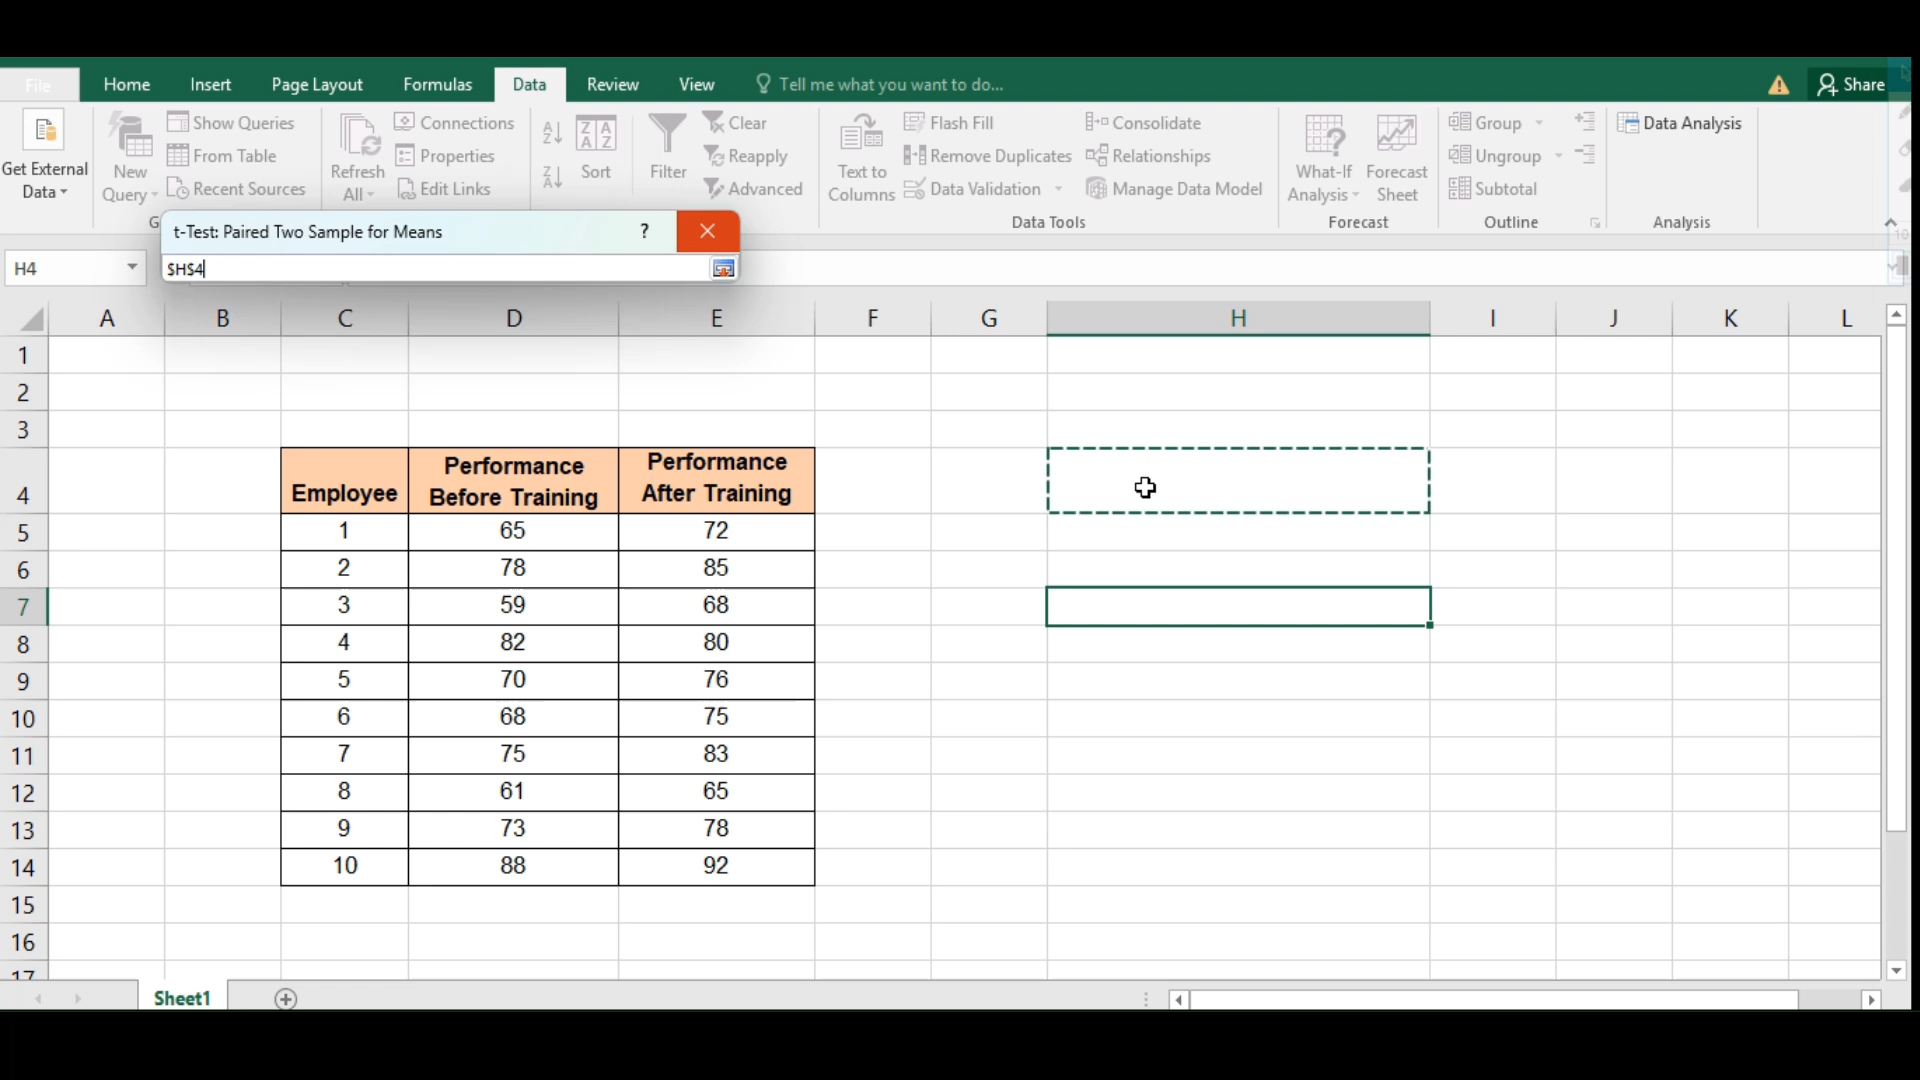 File Home Insert Page Layout Formulas Data Review View Tell me what you want to do... Share
Get External Data
New Query
Show Queries
From Table
Recent Sources
Refresh All
Connections
Properties
Edit Links
Sort
Filter
Clear
Reapply
Advanced
Text to Columns
Flash Fill
Remove Duplicates
Data Validation
Consolidate
Relationships
Manage Data Model
Data Tools
What-If Analysis
Forecast Sheet
Forecast
Group
Ungroup
Subtotal
Outline
Data Analysis
Analysis
G
t-Test: Paired Two Sample for Means ?
H4
$H$4
A B C D E F G H I J K L
1
2
3
4 Employee Performance Before Training Performance After Training
5 1 65 72
6 2 78 85
7 3 59 68
8 4 82 80
9 5 70 76
10 6 68 75
11 7 75 83
12 8 61 65
13 9 73 78
14 10 88 92
15
16
17
Sheet1